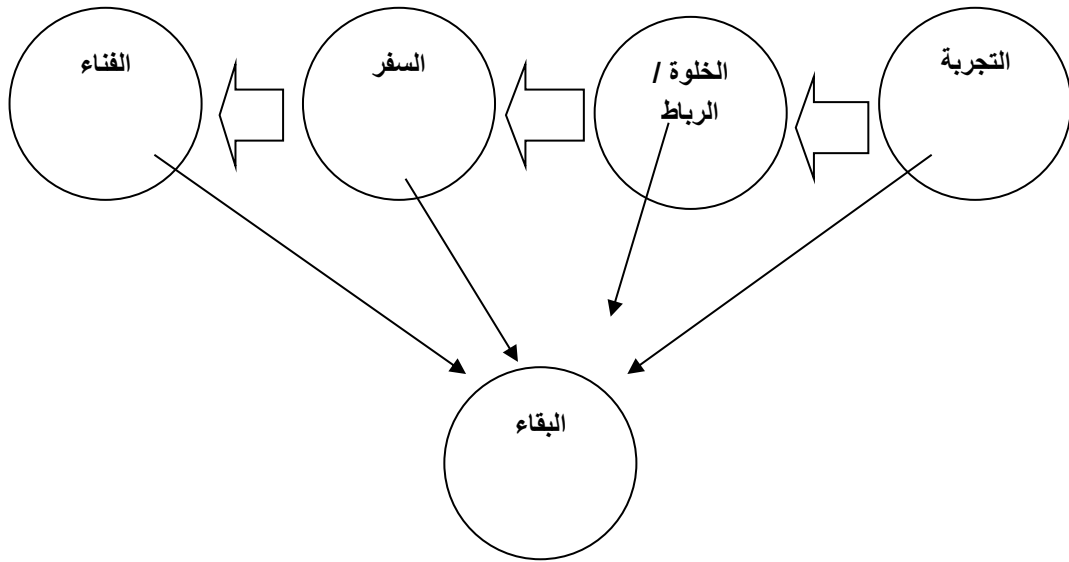 التجربة
الخلوة /
الرباط
السفر
الفناء
البقاء